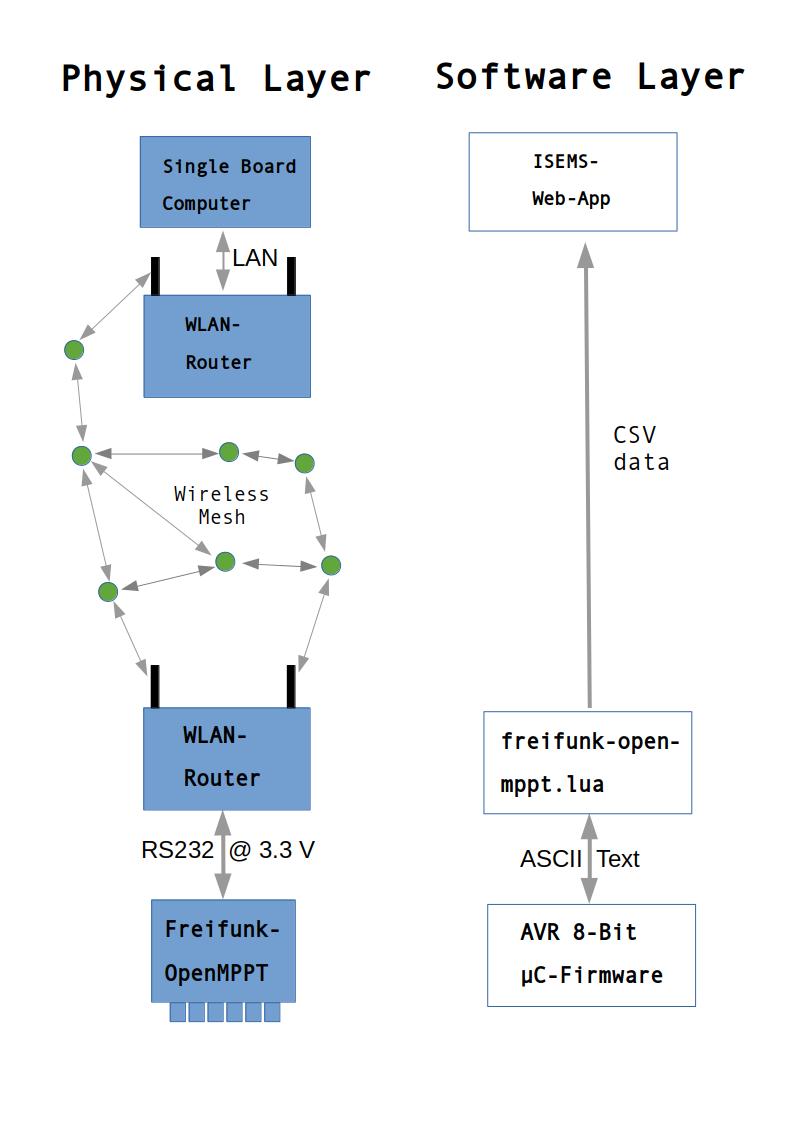 Physical Layer
Software Layer
Single Board
Computer
LAN
WLAN-
Router
Wireless
Mesh
WLAN-
Router
RS232 @ 3.3 V
Freifunk-
OpenMPPT
ISEMS-
Web-App
CSV
data
freifunk-open-
mppt.lua
ASCII Text
AVR 8-Bit
µC-Firmware